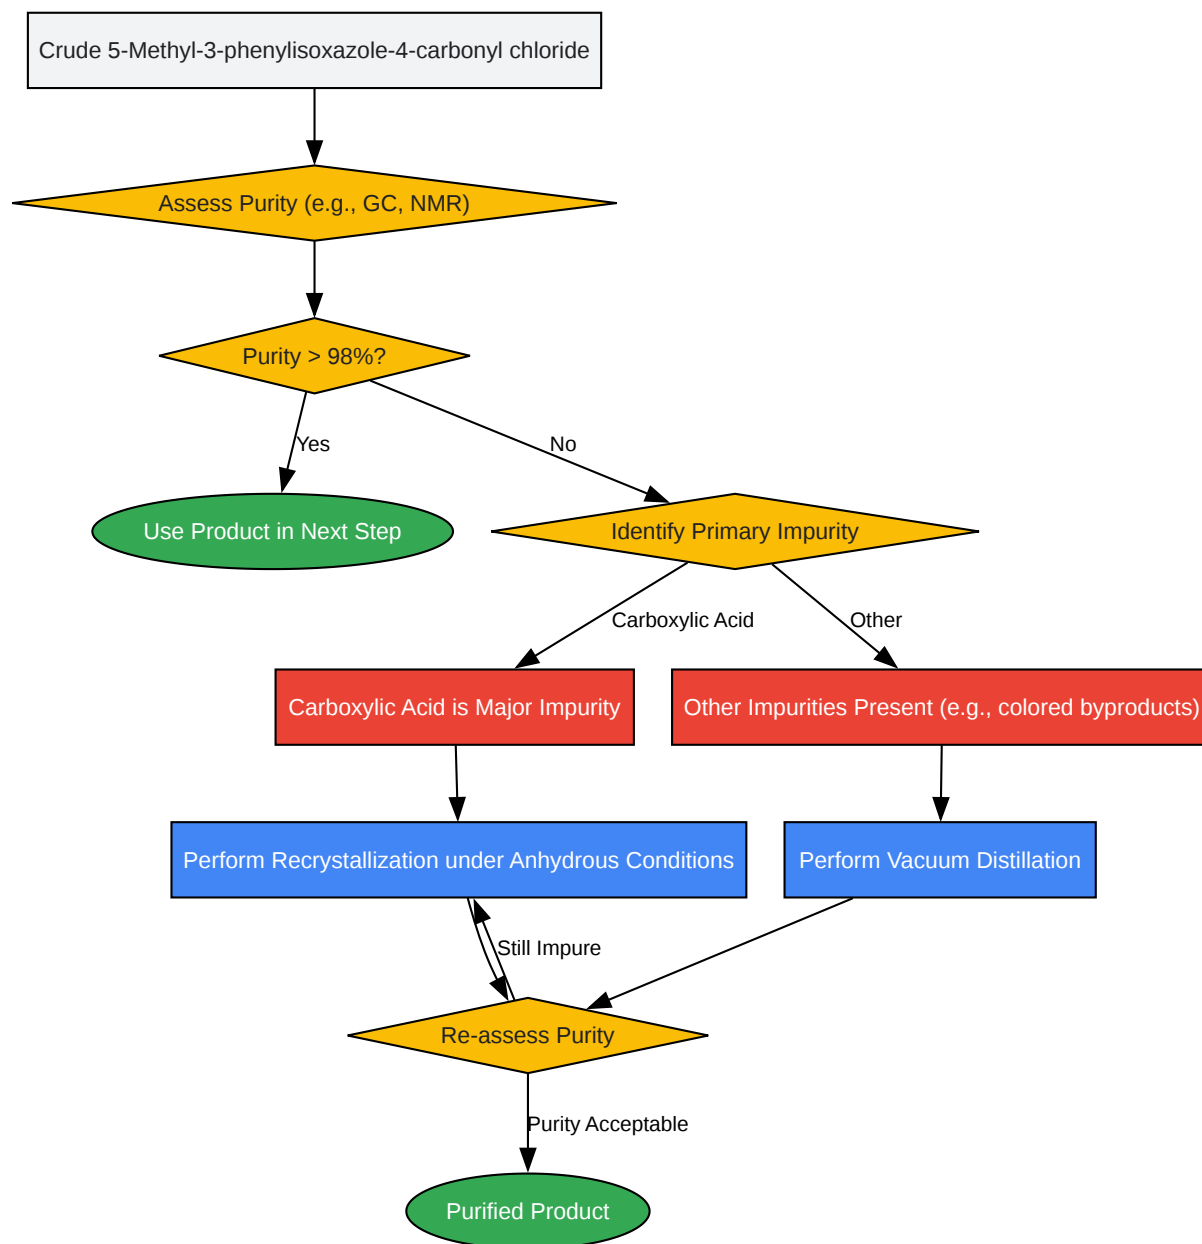 Crude 5-Methyl-3-phenylisoxazole-4-carbonyl chloride
Assess Purity (e.g., GC, NMR)
Purity > 98%?
Yes
No
Use Product in Next Step
Identify Primary Impurity
Carboxylic Acid
Other
Carboxylic Acid is Major Impurity
Other Impurities Present (e.g., colored byproducts)
Perform Recrystallization under Anhydrous Conditions
Perform Vacuum Distillation
Still Impure
Re-assess Purity
Purity Acceptable
Purified Product